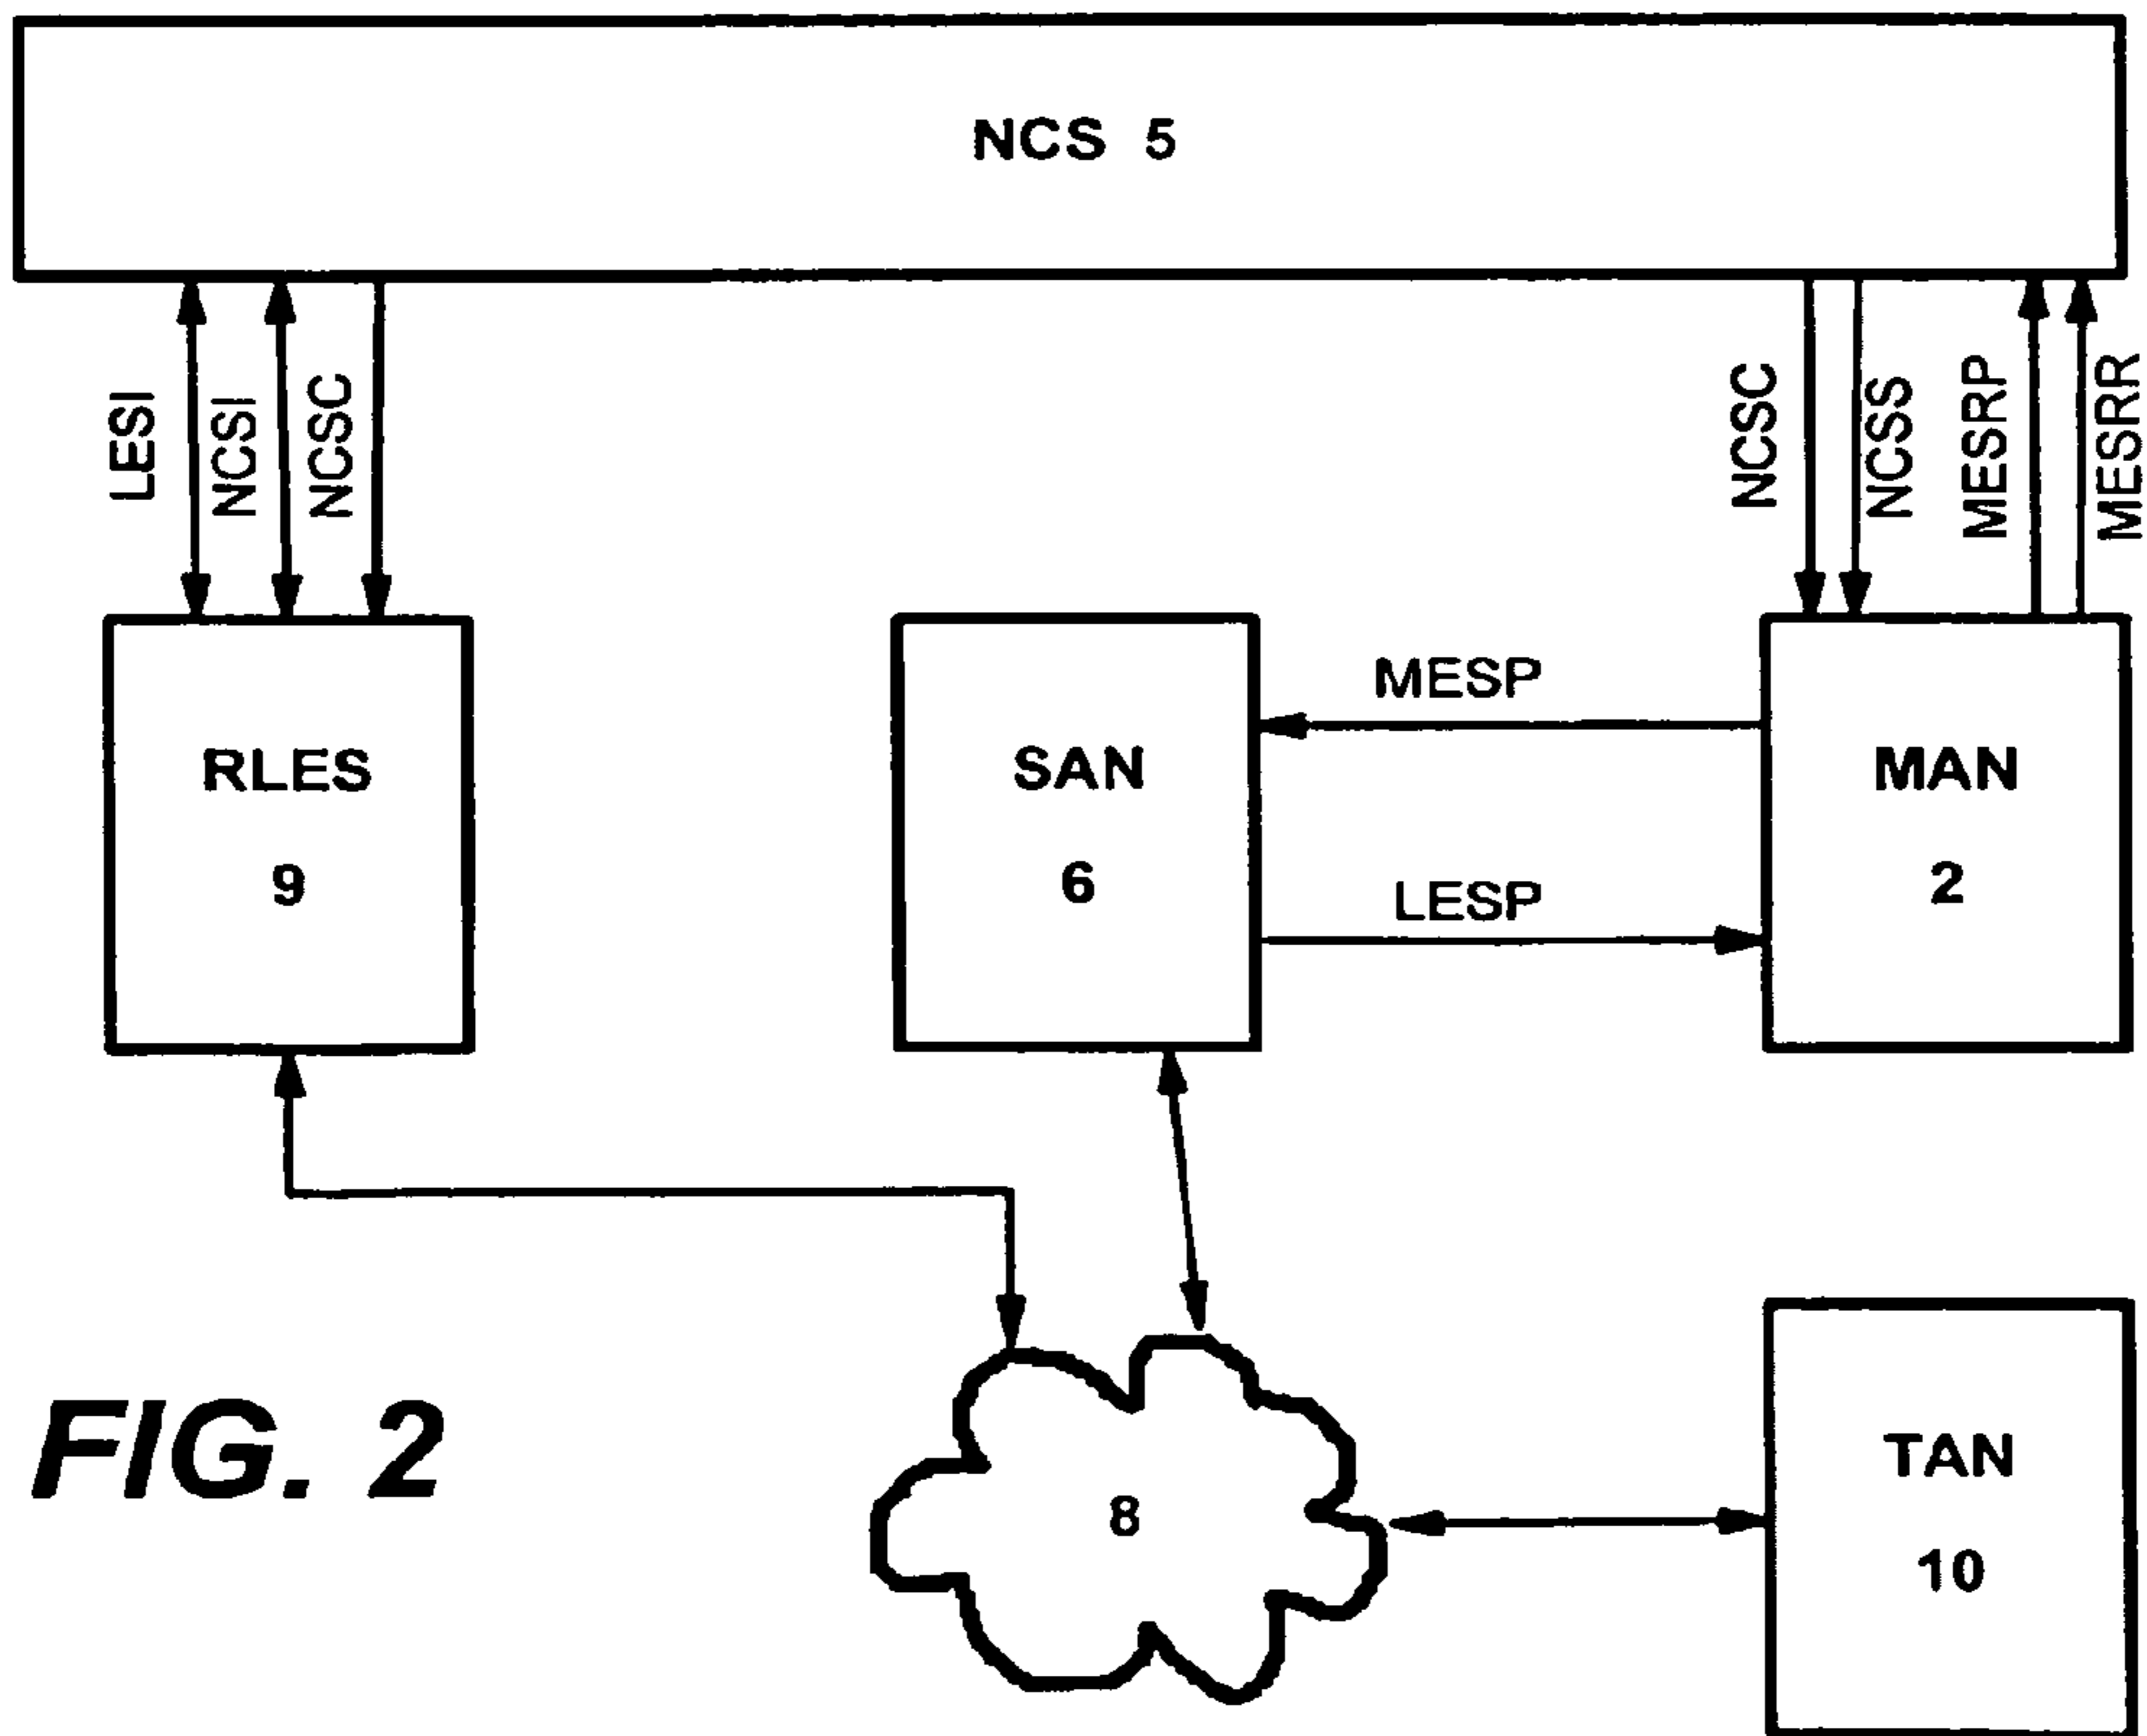 NCS 5
LESI
NCSI
NCSC
NCSC
NCSS
MESRP
MESRR
RLES
9
SAN
6
MESP
LESP
MAN
2
FIG. 2
8
TAN
10